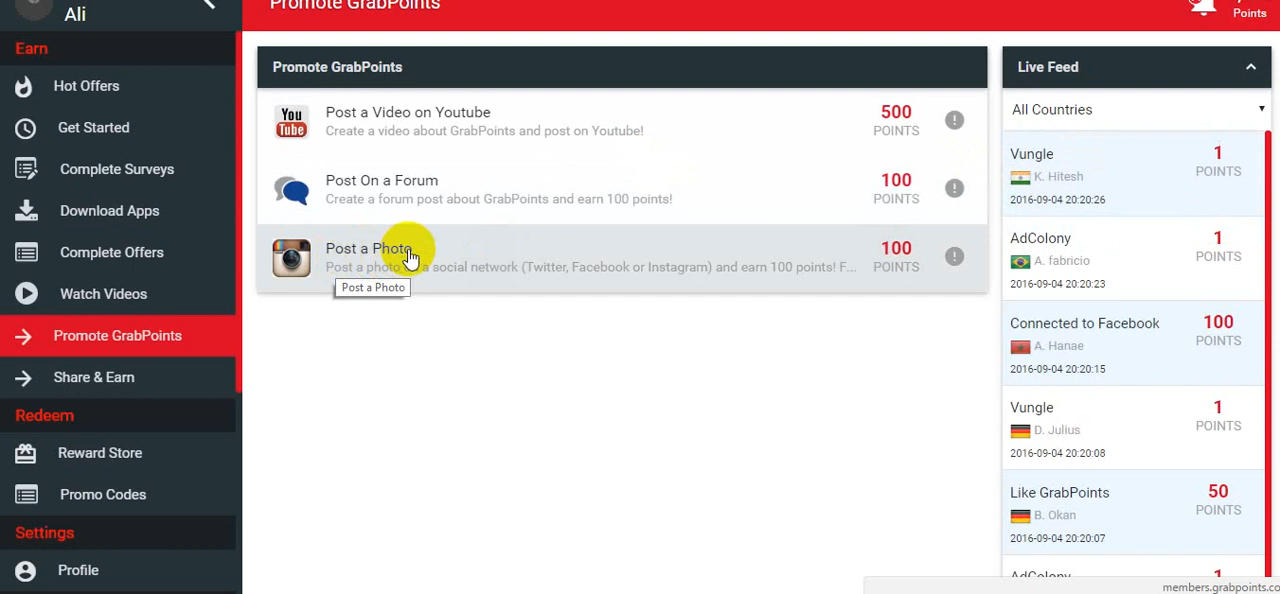 Ali
Earn
Hot Offers
Get Started
Complete Surveys
Download Apps
Complete Offers
Watch Videos
Promote GrabPoints
Share & Earn
Redeem
Reward Store
Promo Codes
Settings
Profile
Promote GrabPoints
Points
Promote GrabPoints
You
Tube
Post a Video on Youtube
Create a video about GrabPoints and post on Youtube!
500
POINTS
Post On a Forum
Create a forum post about GrabPoints and earn 100 points!
100
POINTS
Post a Photo
Post a photo a social network (Twitter, Facebook or Instagram) and earn 100 points! F...
100
POINTS
Post a Photo
Live Feed
All Countries
Vungle
K. Hitesh
2016-09-04 20:20:26
1
POINTS
AdColony
A. fabricio
2016-09-04 20:20:23
1
POINTS
Connected to Facebook
A. Hanae
2016-09-04 20:20:15
100
POINTS
Vungle
D. Julius
2016-09-04 20:20:08
1
POINTS
Like GrabPoints
B. Okan
2016-09-04 20:20:07
50
POINTS
AdColony
1
members.grabpoints.co